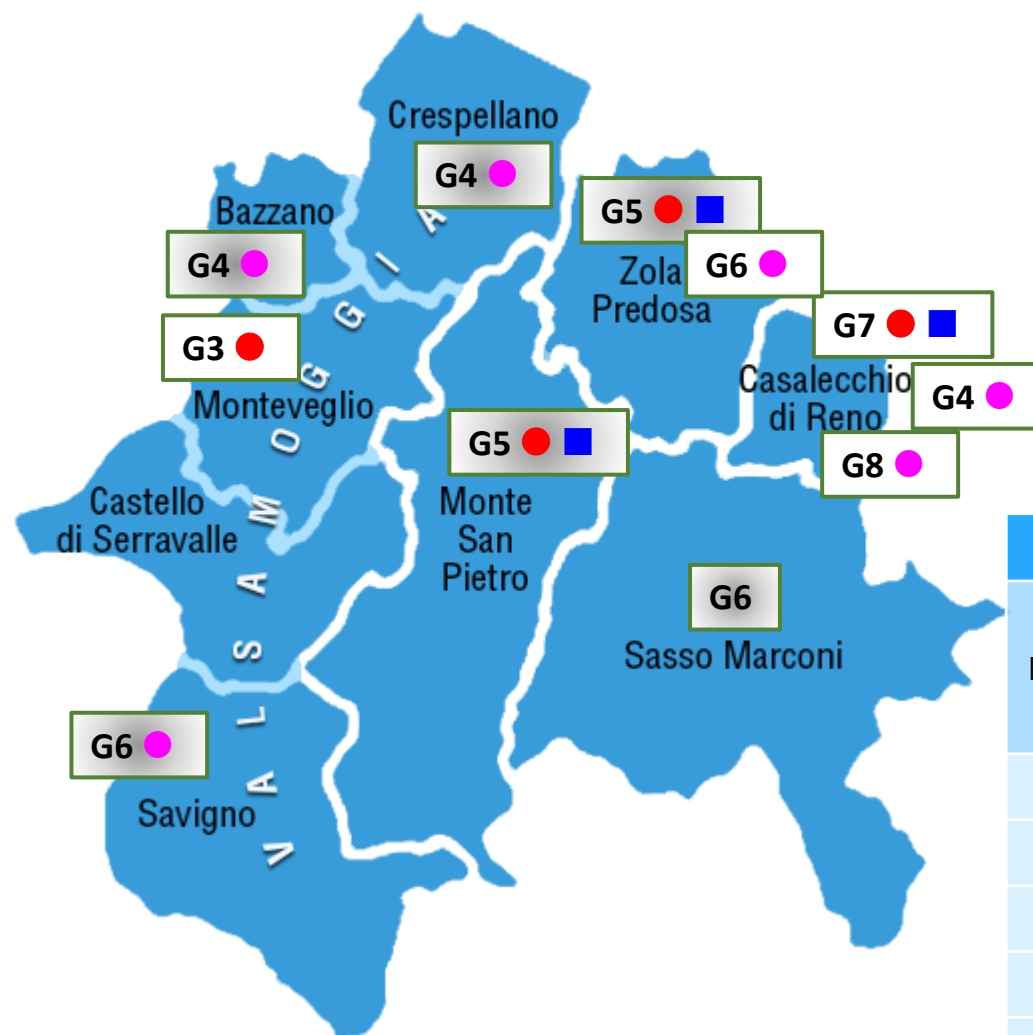 Crespellano
G4
Bazzano
G4
G5
G6
Zola
Predosa
G7
G3
Monteveglio
Casalecchio
di Reno
G4
G8
G5
Monte
San
Pietro
Castello
di Serravalle
G6
Sasso Marconi
G6
Savigno
VALSAMOGGIA